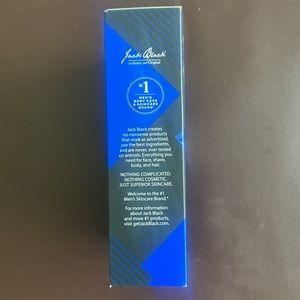 Jack Black
Authentic and Original
Nº 1
MEN'S
BODY CARE
& SKINCARE
BRAND
Jack Black creates
no-nonsense products
that work as advertised,
use the best ingredients,
and are never, ever tested
on animals. Everything you
need for face, shave,
body, and hair.
NOTHING COMPLICATED.
NOTHING COSMETIC.
JUST SUPERIOR SKINCARE.
Welcome to the #1
Men's Skincare Brand.*
For more information
about Jack Black
and more #1 products,
visit getJackBlack.com.